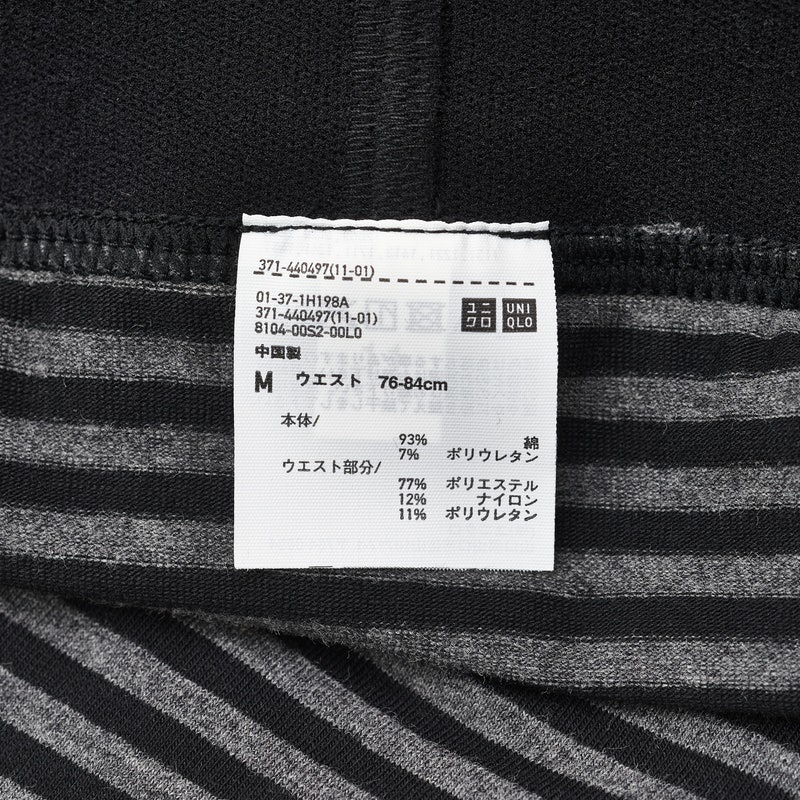 371-440497(11-01)
01-37-1H198A
371-440497(11-01)
8104-00S2-00L0
ユニ
クロ
UNI
QLO
中国製
M ウエスト 76-84cm
本体/
93% 綿
7% ポリウレタン
ウエスト部分/
77% ポリエステル
12% ナイロン
11% ポリウレタン